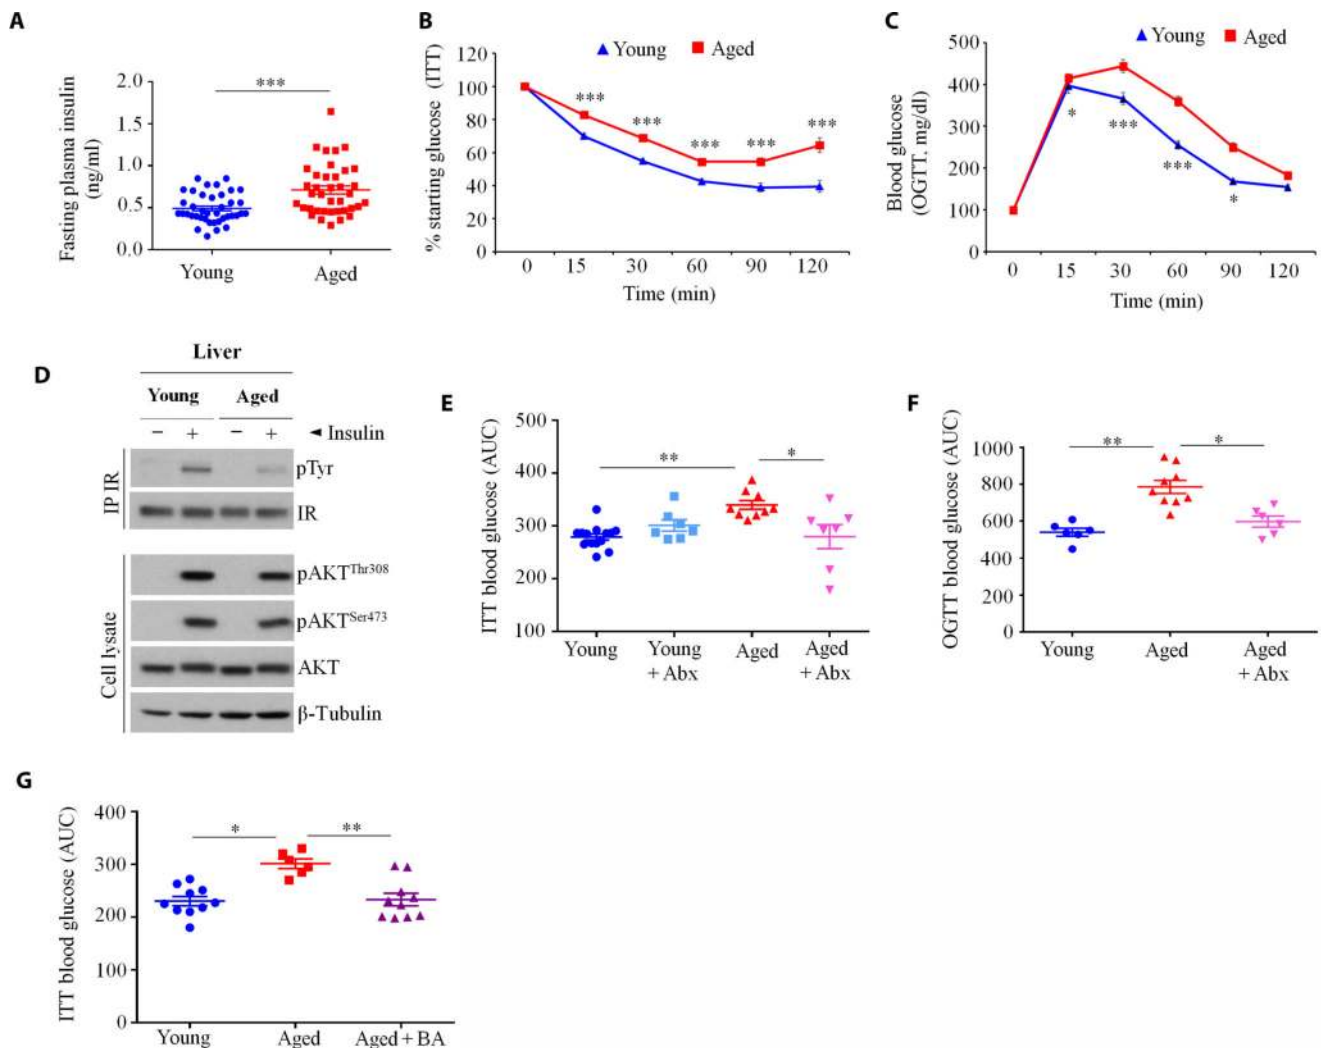 A
Fasting plasma insulin
(ng/ml)
2.0
1.5
1.0
0.5
0.0
***
Young
Aged
B
Young
Aged
% starting glucose (ITT)
120
100
80
60
40
20
0
***
***
***
***
***
0
15
30
60
90
120
Time (min)
C
Young
Aged
Blood glucose
(OGTT, mg/dl)
500
400
300
200
100
0
*
***
***
*
0
15
30
60
90
120
Time (min)
D
Liver
Young
Aged
− + − + ◄ Insulin
IP IR
pTyr
IR
Cell lysate
pAKTThr308
pAKTSer473
AKT
β-Tubulin
E
ITT blood glucose (AUC)
500
400
300
200
100
**
*
Young
Young
+ Abx
Aged
Aged
+ Abx
F
OGTT blood glucose (AUC)
1000
800
600
400
200
0
**
*
Young
Aged
Aged
+ Abx
G
ITT blood glucose (AUC)
400
300
200
100
0
*
**
Young
Aged
Aged + BA